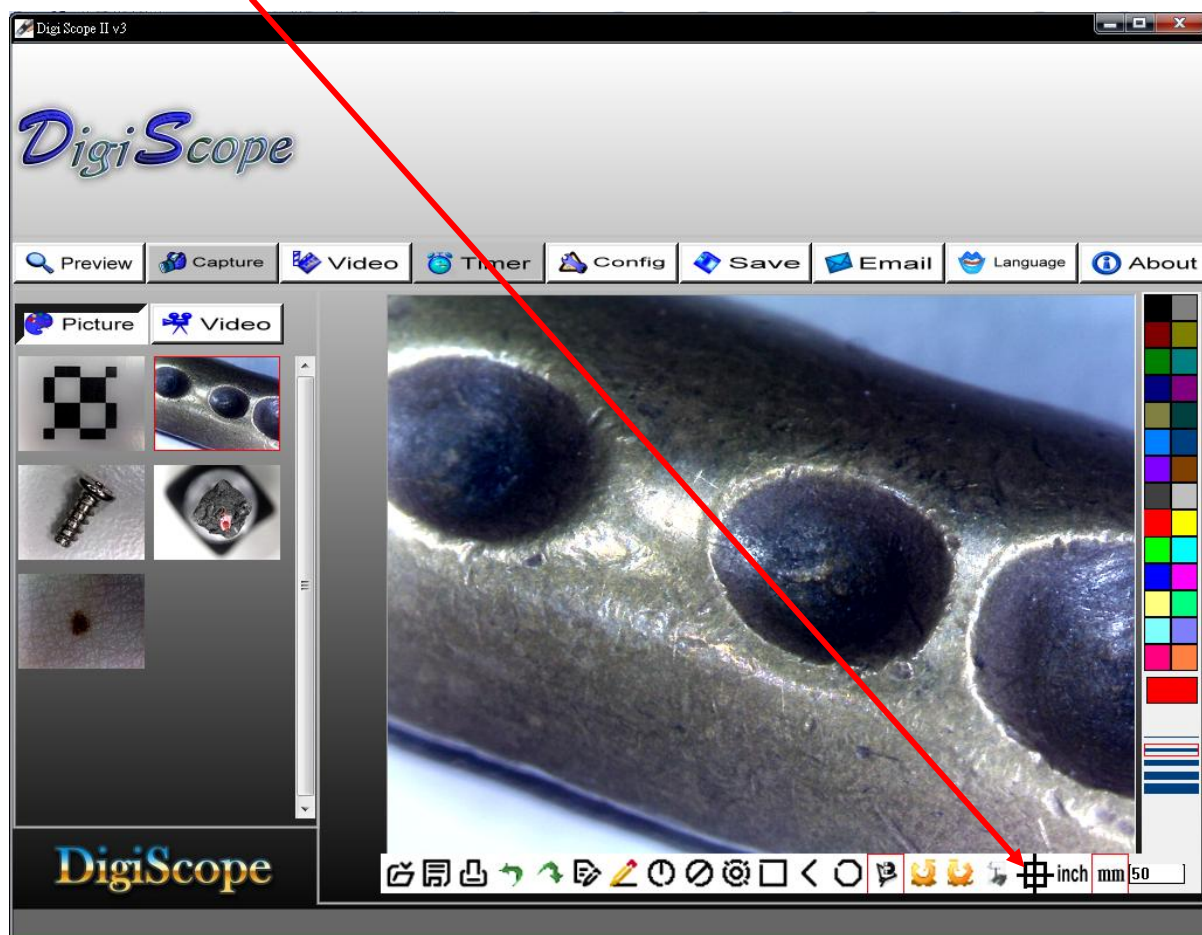 Digi Scope II v3
DigiScope
Preview Capture Video Timer Config Save Email Language About
Picture Video
DigiScope
inch mm 50